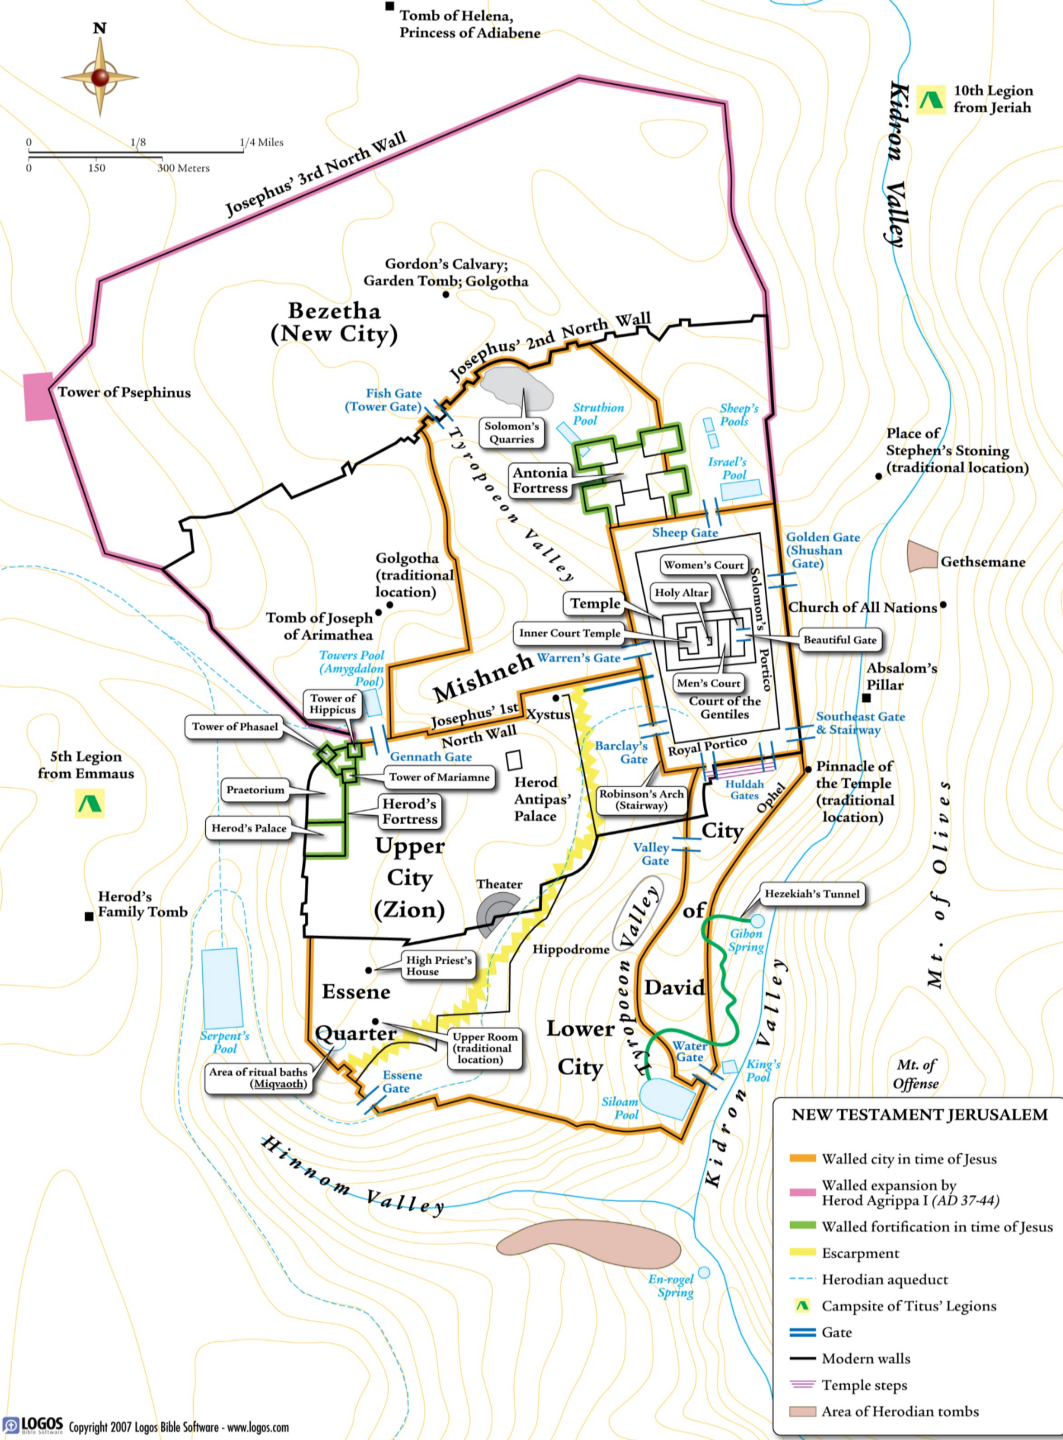 Tomb of Helena,
Princess of Adiabene
N
0 1/8 1/4 Miles
0 150 300 Meters
Josephus' 3rd North Wall
Kidron Valley
10th Legion
from Jeriah
Gordon's Calvary;
Garden Tomb; Golgotha
Bezetha
(New City)
Josephus' 2nd North Wall
Tower of Psephinus
Fish Gate
(Tower Gate)
Solomon's
Quarries
Struthion
Pool
Sheep's
Pools
Tyropoeon Valley
Antonia
Fortress
Israel's
Pool
Place of
Stephen's Stoning
(traditional location)
Sheep Gate
Golden Gate
(Shushan
Gate)
Gethsemane
Golgotha
(traditional
location)
Women's Court
Holy Altar
Solomon's Portico
Temple
Church of All Nations
Tomb of Joseph
of Arimathea
Inner Court Temple
Beautiful Gate
Towers Pool
(Amygdalon
Pool)
Warren's Gate
Mishneh
Men's Court
Absalom's
Pillar
Court of the
Gentiles
Tower of
Hippicus
Tower of Phasael
Josephus' 1st
North Wall
Xystus
Southeast Gate
& Stairway
Gennath Gate
Barclay's
Gate
Royal Portico
5th Legion
from Emmaus
Tower of Mariamne
Praetorium
Herod
Antipas'
Palace
Robinson's Arch
(Stairway)
Huldah
Gates
Ophel
Pinnacle of
the Temple
(traditional
location)
Herod's
Fortress
Herod's Palace
Upper
City
(Zion)
Valley
Gate
City
of
David
Mt. of Olives
Theater
Hezekiah's Tunnel
Herod's
Family Tomb
Tyropoeon Valley
Gihon
Spring
Hippodrome
High Priest's
House
Essene
Quarter
Lower
City
Upper Room
(traditional
location)
Serpent's
Pool
Water
Gate
King's
Pool
Kidron Valley
Area of ritual baths
(Miqvaoth)
Essene
Gate
Siloam
Pool
Mt. of
Offense
Hinnom Valley
En-rogel
Spring
NEW TESTAMENT JERUSALEM
Walled city in time of Jesus
Walled expansion by
Herod Agrippa I (AD 37-44)
Walled fortification in time of Jesus
Escarpment
Herodian aqueduct
Campsite of Titus' Legions
Gate
Modern walls
Temple steps
Area of Herodian tombs
LOGOS
Bible Software
Copyright 2007 Logos Bible Software - www.logos.com